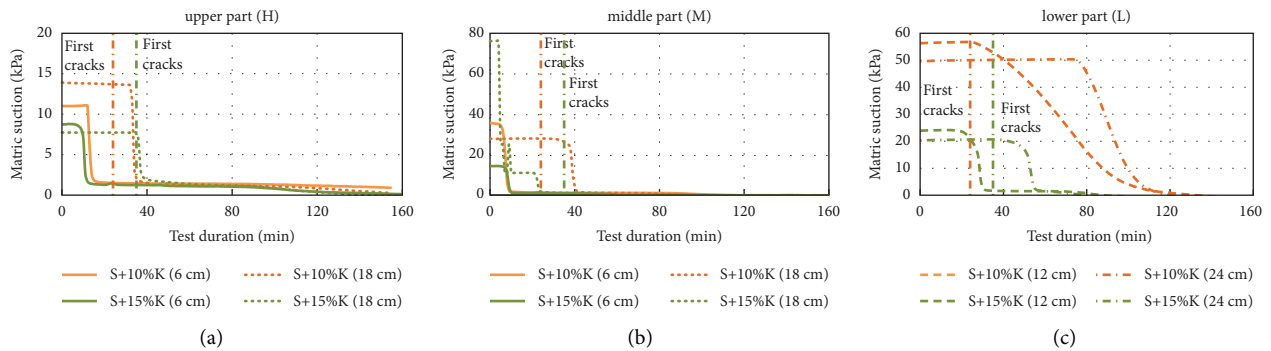 upper part (H)
Matric suction (kPa)
20
15
10
5
0
First
cracks
First
cracks
0 40 80 120 160
Test duration (min)
S+10%K (6 cm)
S+10%K (18 cm)
S+15%K (6 cm)
S+15%K (18 cm)
(a)
middle part (M)
Matric suction (kPa)
80
60
40
20
0
First
cracks
First
cracks
0 40 80 120 160
Test duration (min)
S+10%K (6 cm)
S+10%K (18 cm)
S+15%K (6 cm)
S+15%K (18 cm)
(b)
lower part (L)
Matric suction (kPa)
60
50
40
30
20
10
0
First
cracks
First
cracks
0 40 80 120 160
Test duration (min)
S+10%K (12 cm)
S+10%K (24 cm)
S+15%K (12 cm)
S+15%K (24 cm)
(c)